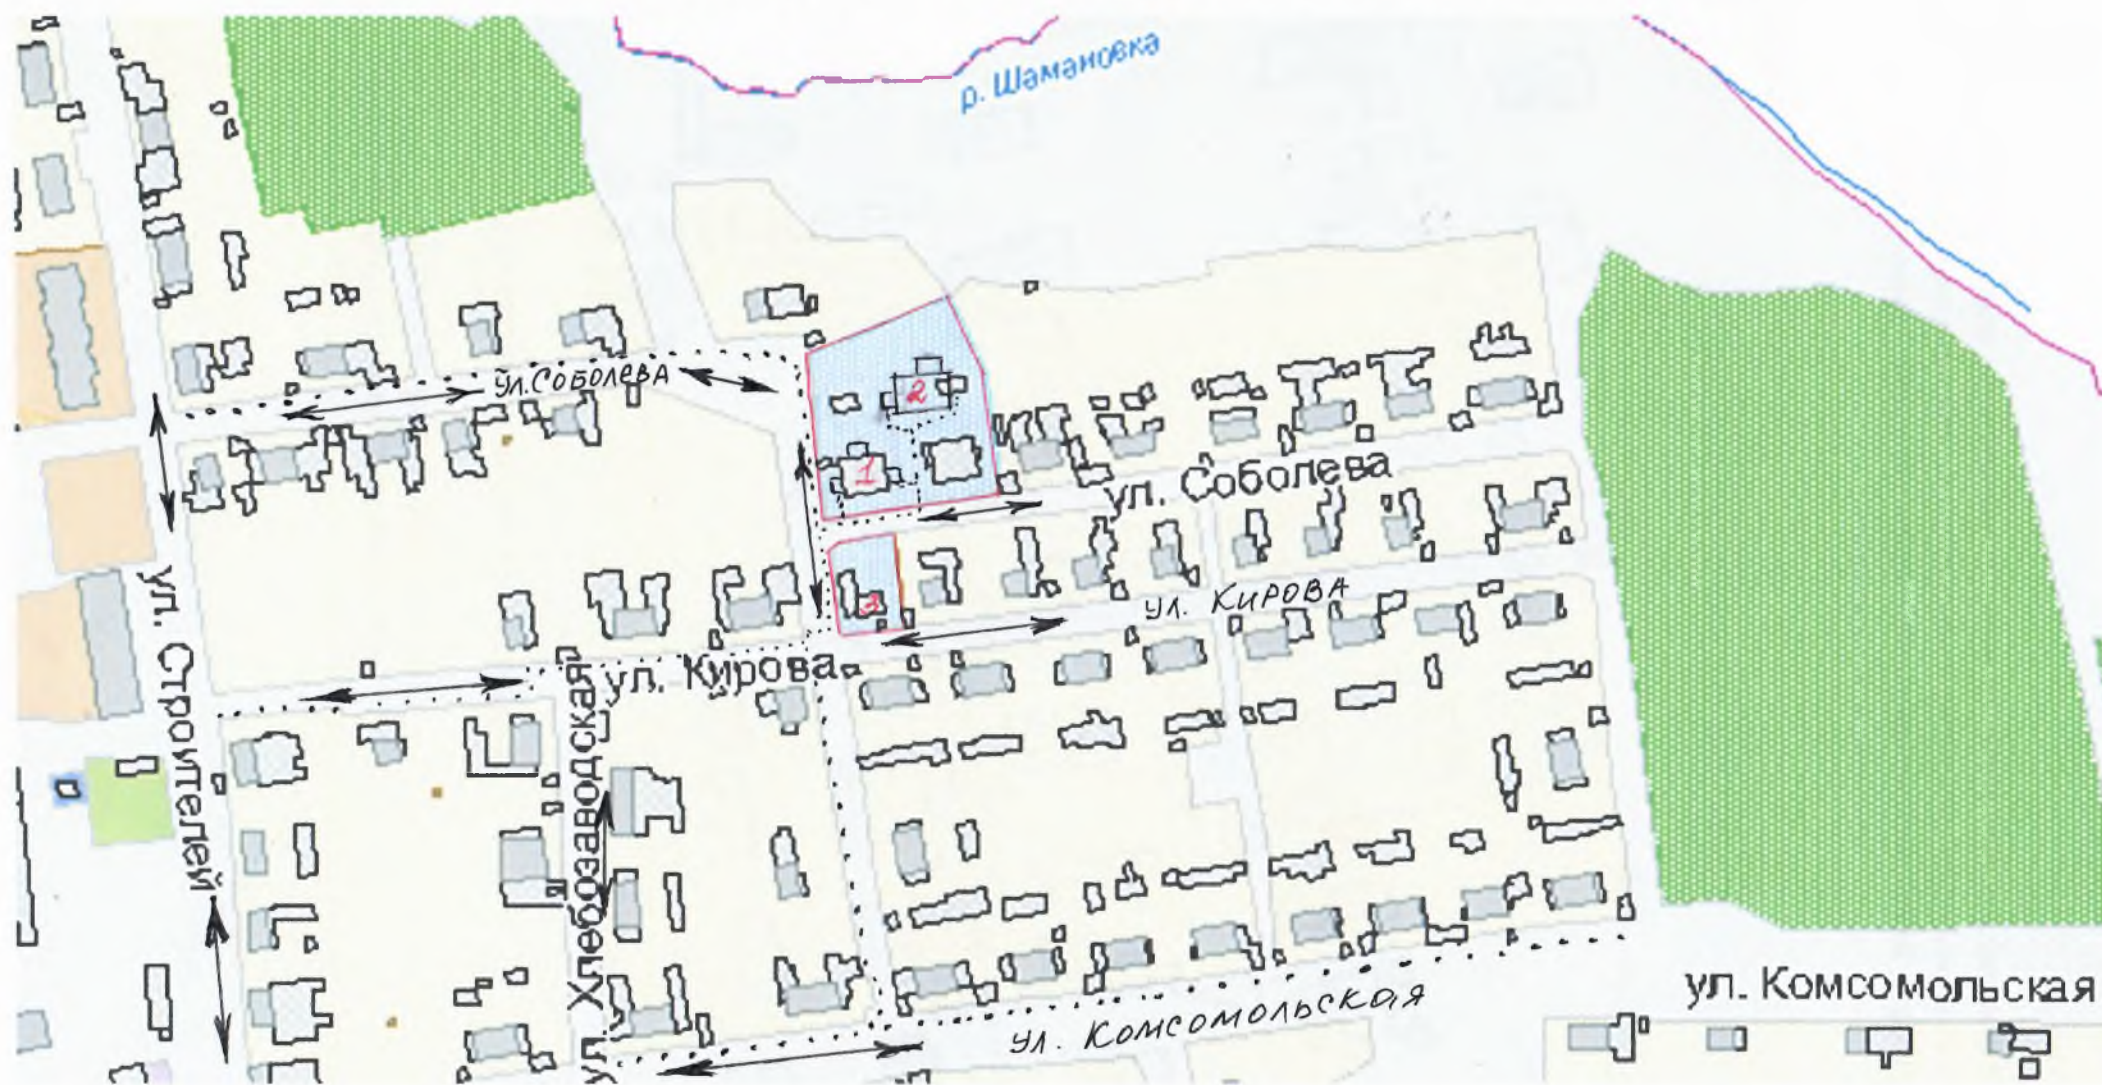 р. Шамановка
ул. СОБОЛЕВА
2
1
ул. Соболева
3
ул. КИРОВА
ул. Строителей
ул. Кирова
ул. Хлебозаводская
ул. Комсомольская
ул. КОМСОМОЛЬСКАЯ